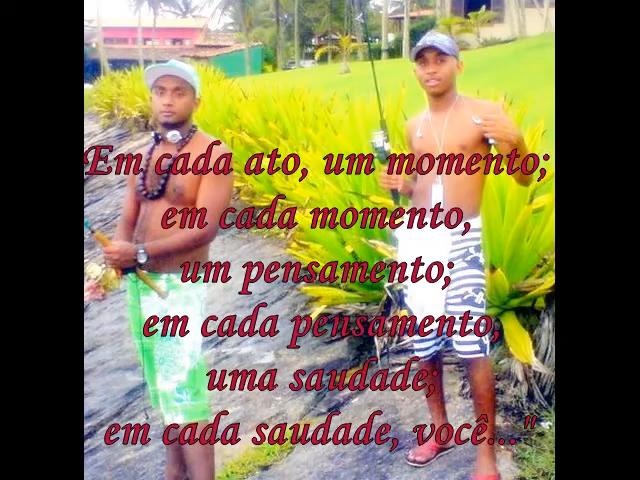 Em cada ato, um momento;
em cada momento,
um pensamento;
em cada pensamento,
uma saudade;
em cada saudade, você..."